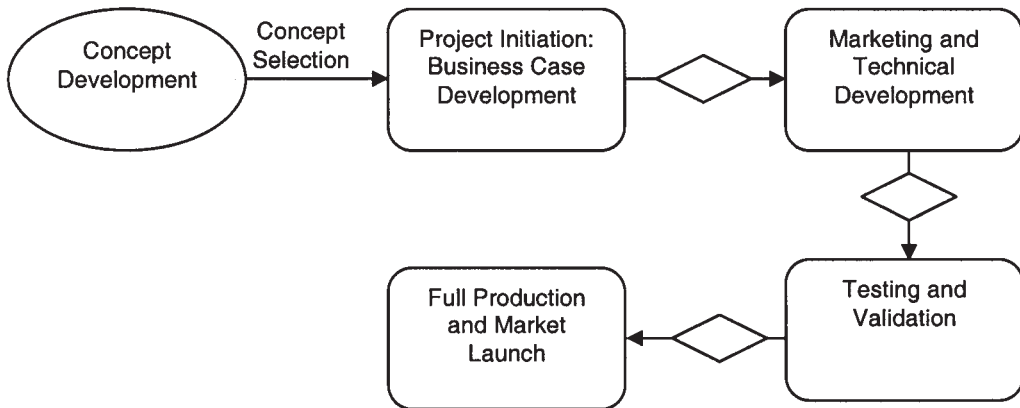 Concept
Development
Concept
Selection
Project Initiation:
Business Case
Development
Marketing and
Technical
Development
Testing and
Validation
Full Production
and Market
Launch